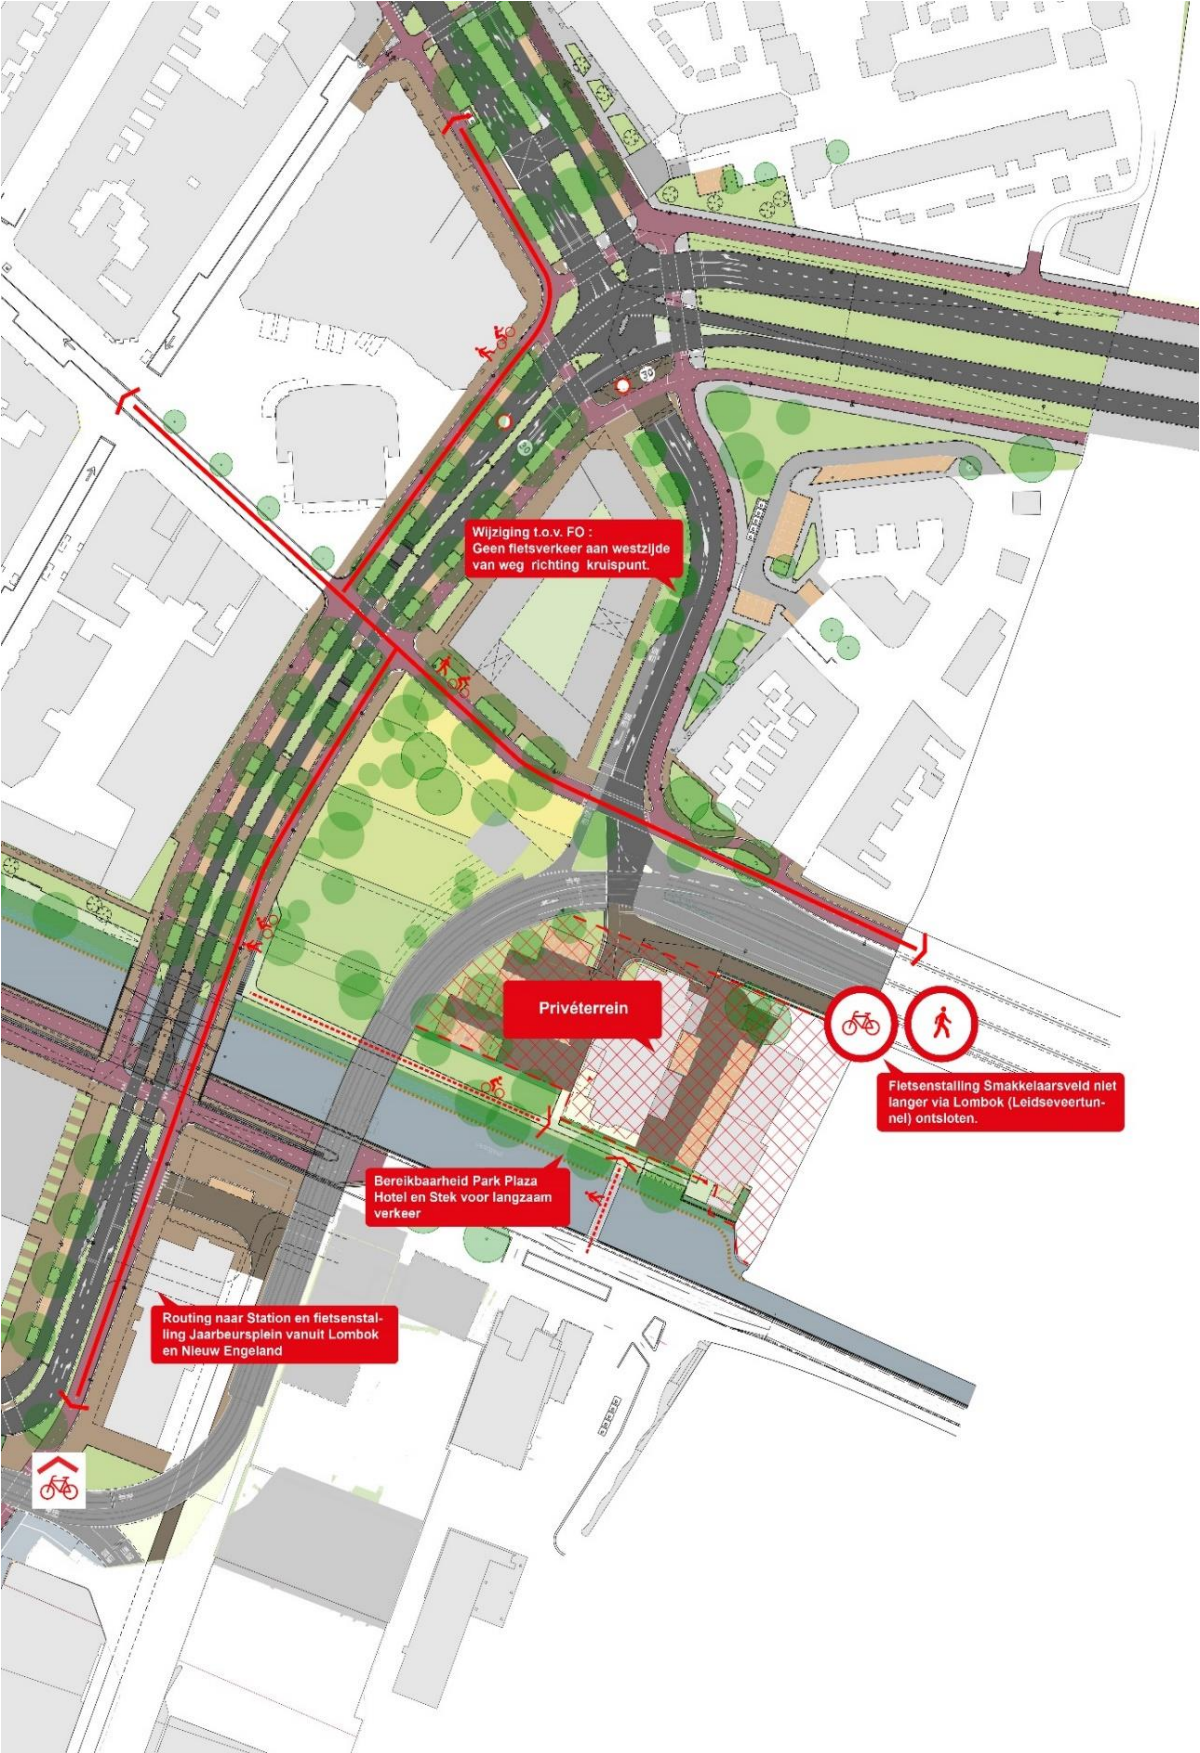 30
50
Wijziging t.o.v. FO :
Geen fietsverkeer aan westzijde
van weg richting kruispunt.
Privéterrein
Fietsenstalling Smakkelaarsveld niet
langer via Lombok (Leidseveertun-
nel) ontsloten.
Bereikbaarheid Park Plaza
Hotel en Stek voor langzaam
verkeer
Routing naar Station en fietsenstal-
ling Jaarbeursplein vanuit Lombok
en Nieuw Engeland